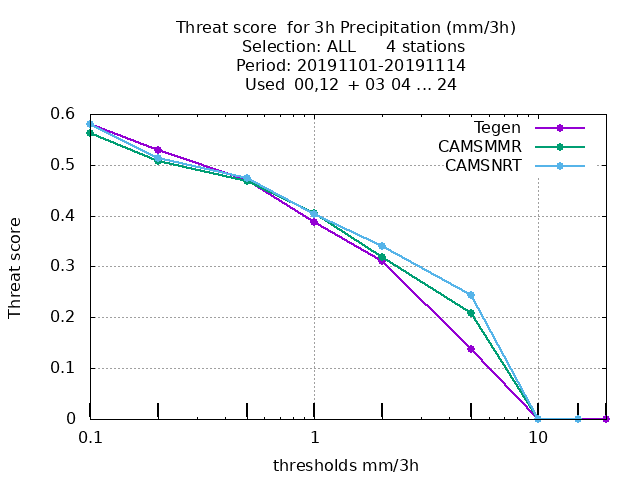 Threat score  for 3h Precipitation (mm/3h)
Selection: ALL      4 stations
Period: 20191101-20191114
Used  00,12  + 03 04 ... 24
Tegen
CAMSMMR
CAMSNRT
0.6
0.5
0.4
0.3
0.2
0.1
0
Threat score
0.1 1 10
thresholds mm/3h